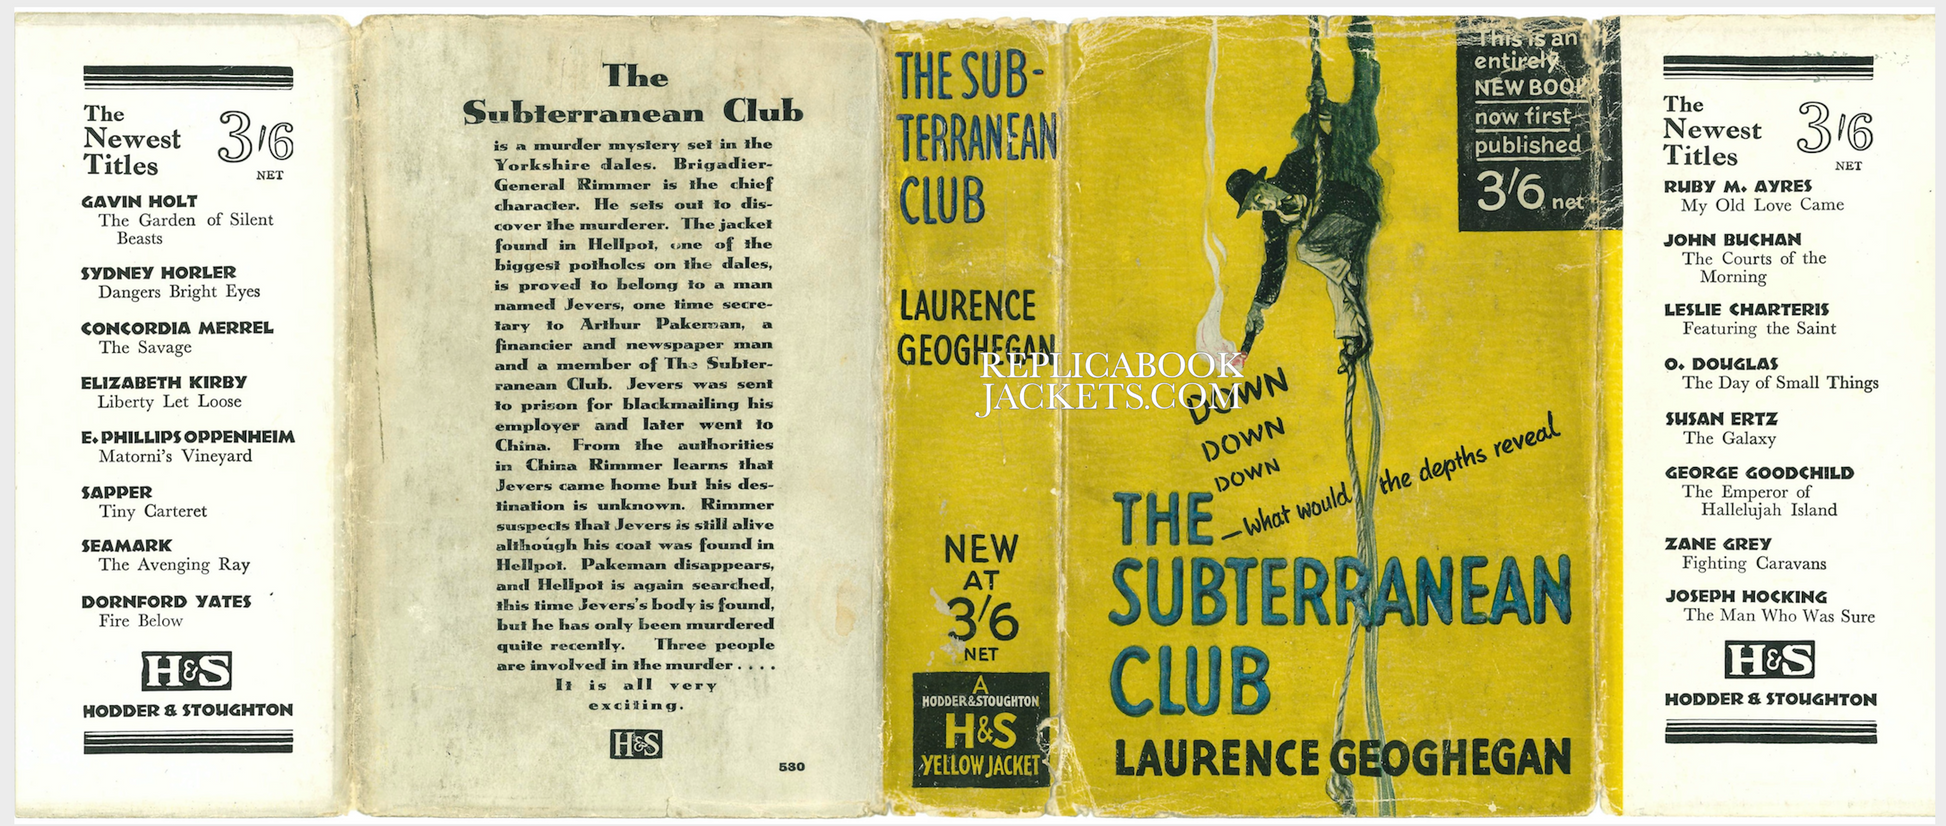 The
Newest
Titles
3/6
NET
GAVIN HOLT
The Garden of Silent
Beasts
SYDNEY HORLER
Dangers Bright Eyes
CONCORDIA MERREL
The Savage
ELIZABETH KIRBY
Liberty Let Loose
E. PHILLIPS OPPENHEIM
Matorni's Vineyard
SAPPER
Tiny Carteret
SEAMARK
The Avenging Ray
DORNFORD YATES
Fire Below
H&S
HODDER & STOUGHTON
The
Subterranean Club
is a murder mystery set in the
Yorkshire dales. Brigadier-
General Rimmer is the chief
character. He sets out to dis-
cover the murderer. The jacket
found in Hellpot, one of the
biggest potholes on the dales,
is proved to belong to a man
named Jevers, one time secre-
tary to Arthur Pakeman, a
financier and newspaper man
and a member of The Subter-
ranean Club. Jevers was sent
to prison for blackmailing his
employer and later went to
China. From the authorities
in China Rimmer learns that
Jevers came home but his des-
tination is unknown. Rimmer
suspects that Jevers is still alive
although his coat was found in
Hellpot. Pakeman disappears,
and Hellpot is again searched,
this time Jevers's body is found,
but he has only been murdered
quite recently. Three people
are involved in the murder . . . .
It is all very
exciting.
H&S
530
THE SUB-
TERRANEAN
CLUB
LAURENCE
GEOGHEGAN
NEW
AT
3/6
NET
A
HODDER & STOUGHTON
H&S
YELLOW JACKET
REPLICABOOK
JACKETS.COM
This is an
entirely
NEW BOOK
now first
published
3/6 net
DOWN
DOWN
DOWN
—what would the depths reveal
THE
SUBTERRANEAN
CLUB
LAURENCE GEOGHEGAN
The
Newest
Titles
3/6
NET
RUBY M. AYRES
My Old Love Came
JOHN BUCHAN
The Courts of the
Morning
LESLIE CHARTERIS
Featuring the Saint
O. DOUGLAS
The Day of Small Things
SUSAN ERTZ
The Galaxy
GEORGE GOODCHILD
The Emperor of
Hallelujah Island
ZANE GREY
Fighting Caravans
JOSEPH HOCKING
The Man Who Was Sure
H&S
HODDER & STOUGHTON